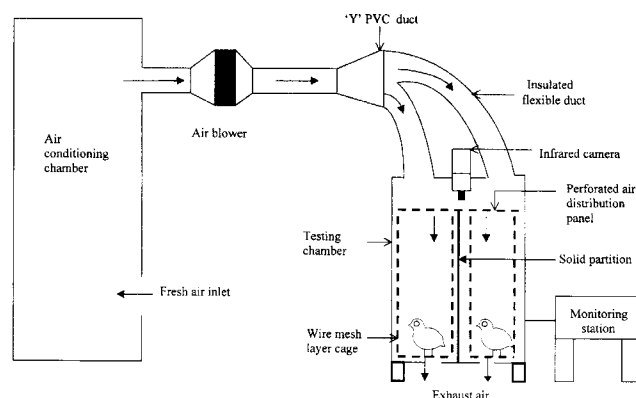 'Y' PVC duct
Insulated
flexible duct
Air blower
Air
conditioning
chamber
Infrared camera
Perforated air
distribution
panel
Testing
chamber
Solid partition
Fresh air inlet
Monitoring
station
Wire mesh
layer cage
Exhaust air